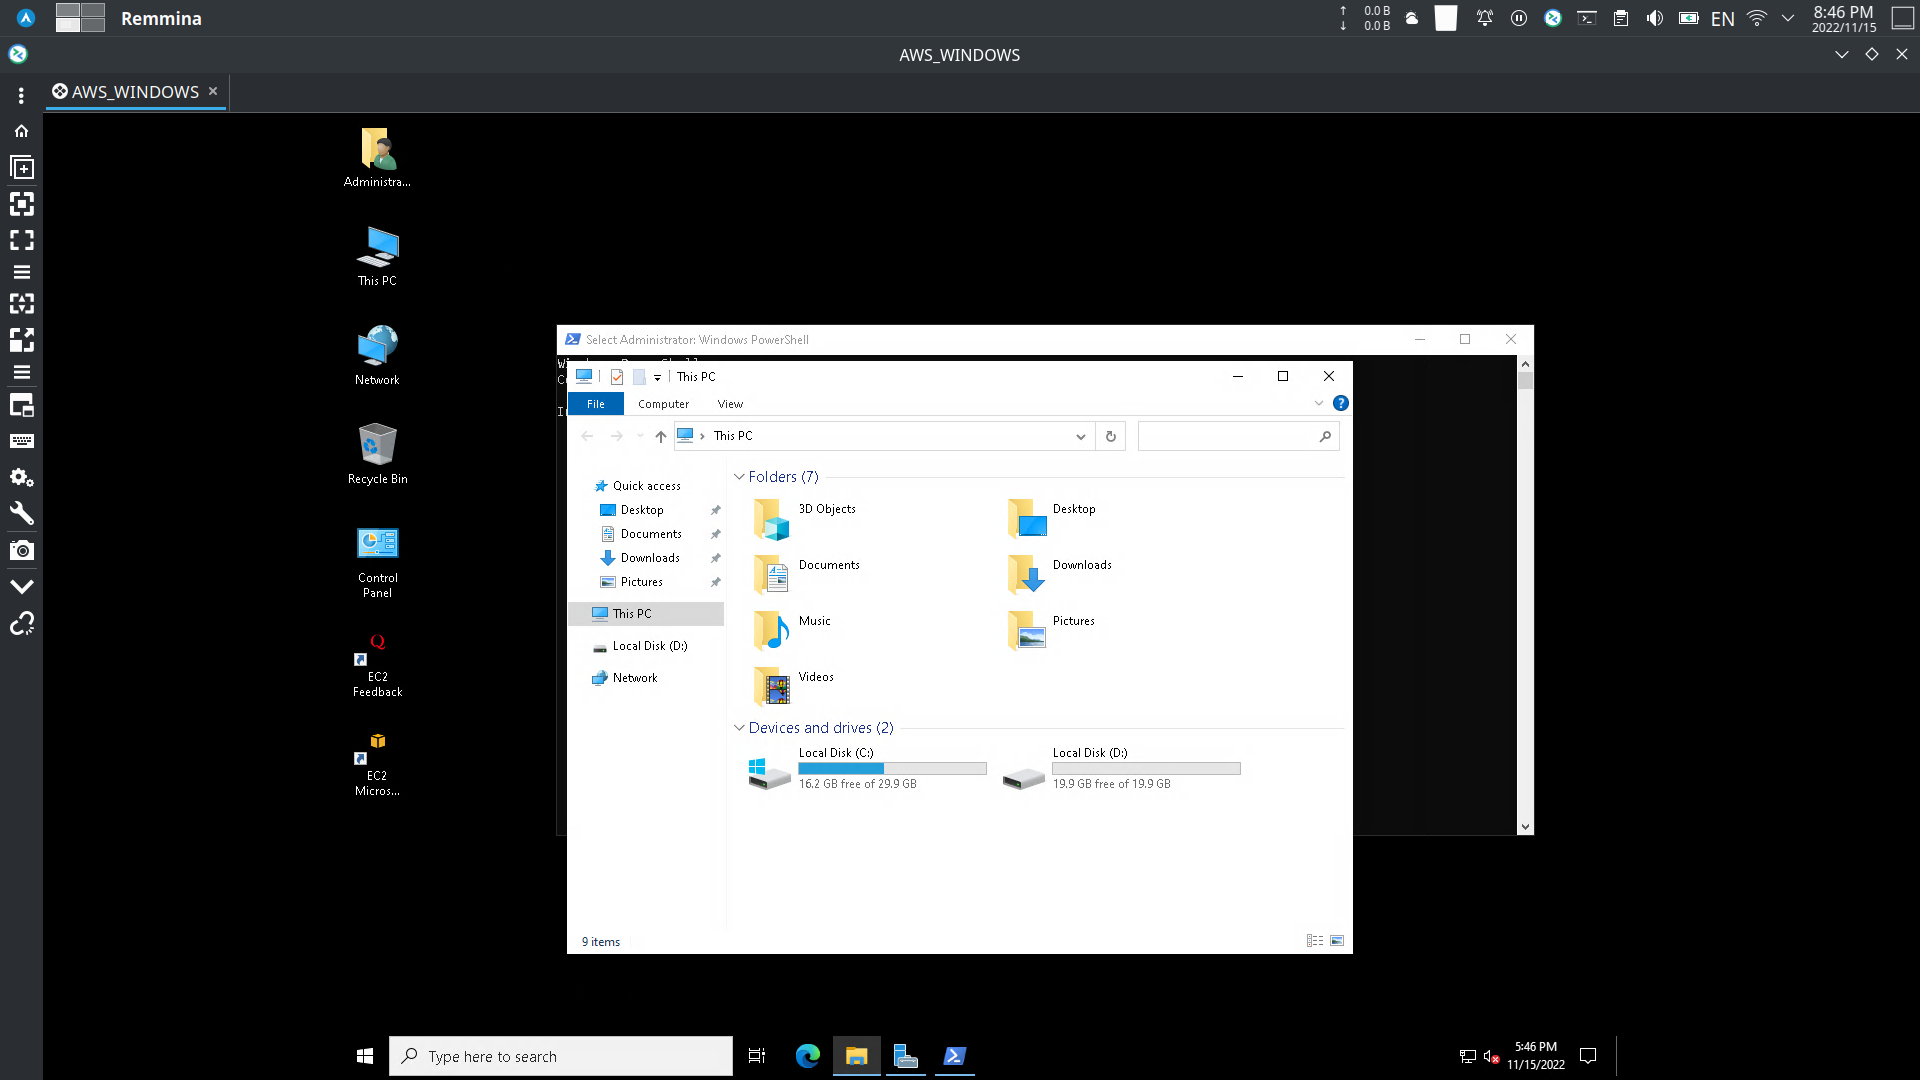 Remmina
0.0 B
0.0 B
EN
8:46 PM
2022/11/15
AWS_WINDOWS
AWS_WINDOWS
Administra...
This PC
Network
Recycle Bin
Control
Panel
EC2
Feedback
EC2
Micros...
Select Administrator: Windows PowerShell
This PC
File
Computer
View
This PC
Quick access
Desktop
Documents
Downloads
Pictures
This PC
Local Disk (D:)
Network
Folders (7)
3D Objects
Desktop
Documents
Downloads
Music
Pictures
Videos
Devices and drives (2)
Local Disk (C:)
16.2 GB free of 29.9 GB
Local Disk (D:)
19.9 GB free of 19.9 GB
9 items
Type here to search
5:46 PM
11/15/2022